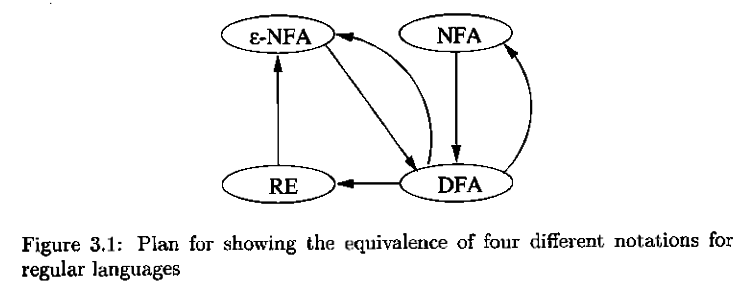 ε-NFA NFA
RE DFA
Figure 3.1: Plan for showing the equivalence of four different notations for
regular languages